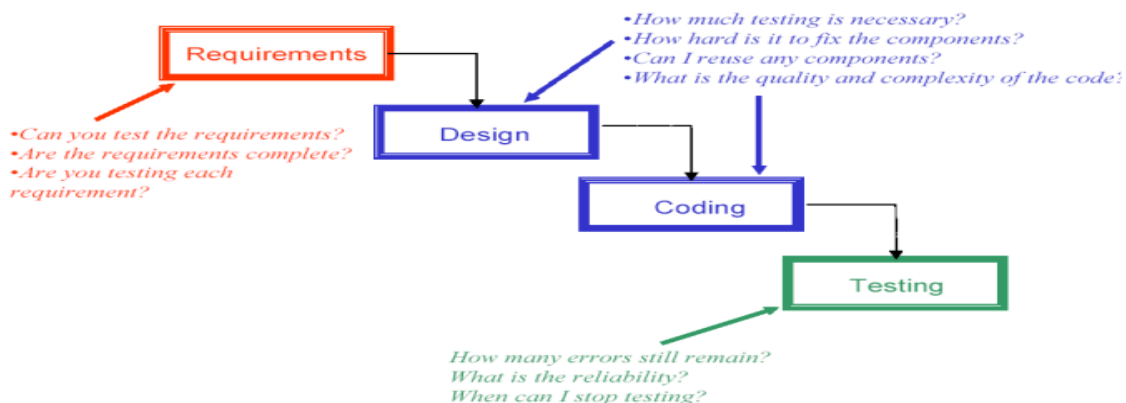 •How much testing is necessary?
•How hard is it to fix the components?
•Can I reuse any components?
•What is the quality and complexity of the code?
Requirements
•Can you test the requirements?
•Are the requirements complete?
•Are you testing each
requirement?
Design
Coding
Testing
How many errors still remain?
What is the reliability?
When can I stop testing?